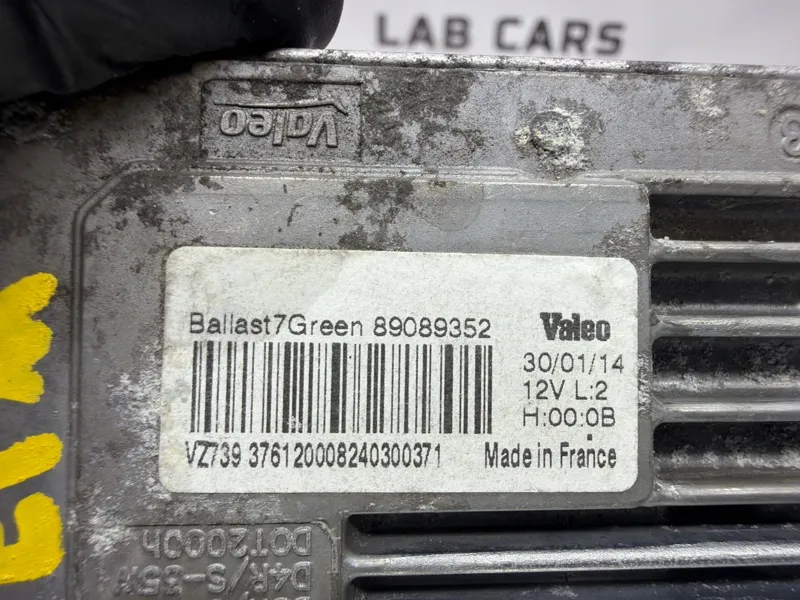 LAB CARS
Valeo
Ballast7Green 89089352
Valeo
30/01/14
12V L:2
H:00:0B
VZ739 376120008240300371
Made in France
DOT2000h
D4R/S-35W